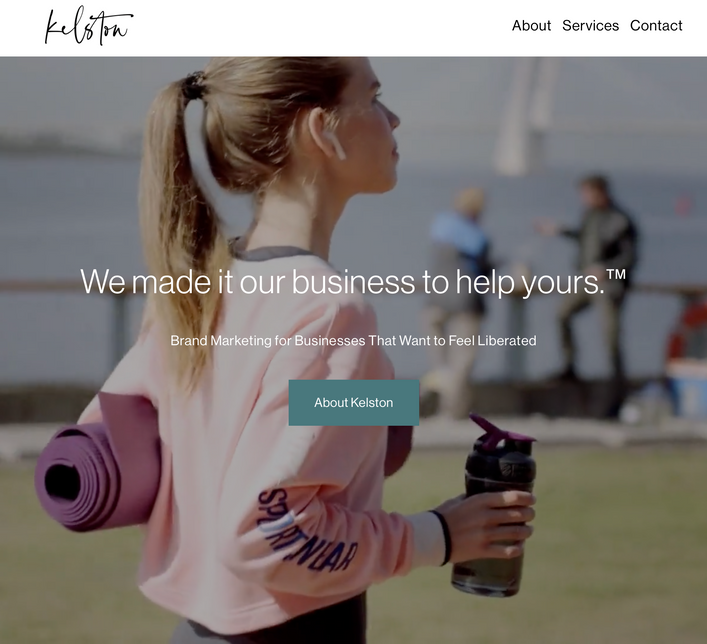 kelston
About Services Contact
We made it our business to help yours.™
Brand Marketing for Businesses That Want to Feel Liberated
About Kelston
SPORTWEAR